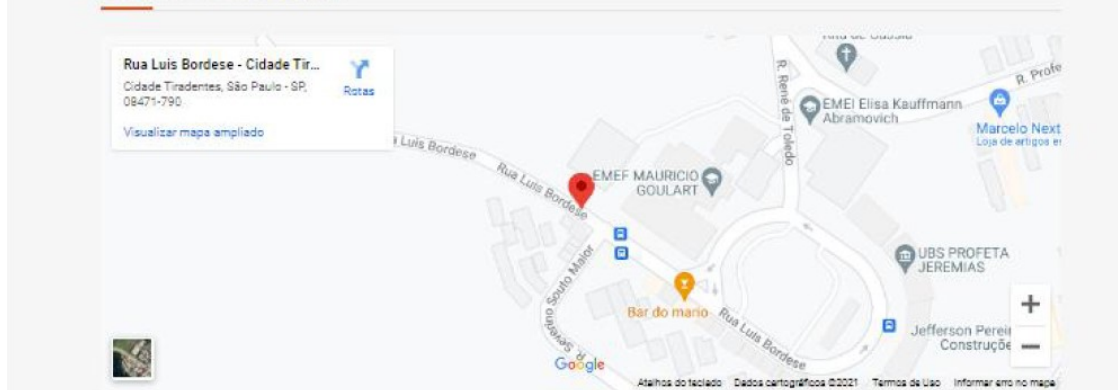 Rua Luis Bordese - Cidade Tir...
Cidade Tiradentes, São Paulo - SP,
08471-790
Rotas
Visualizar mapa ampliado
Luis Bordese
Rua Luis Bordese
EMEF MAURICIO
GOULART
R. René de Toledo
EMEI Elisa Kauffmann
Abramovich
R. Profe
Marcelo Next
Loja de artigos es
R. Severino Souto Maior
Bar do mario
Rua Luis Bordese
UBS PROFETA
JEREMIAS
Jefferson Pereir
Construçõe
Google
Atalhos do teclado
Dados cartográficos ©2021
Termos de Uso
Informar erro no mapa